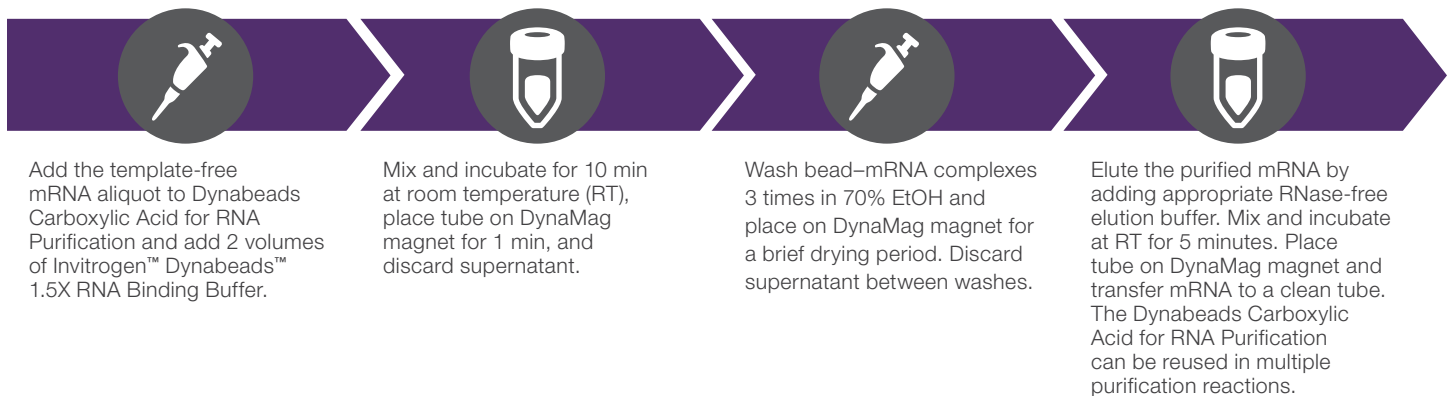 Add the template-free
mRNA aliquot to Dynabeads
Carboxylic Acid for RNA
Purification and add 2 volumes
of Invitrogen™ Dynabeads™
1.5X RNA Binding Buffer.
Mix and incubate for 10 min
at room temperature (RT),
place tube on DynaMag
magnet for 1 min, and
discard supernatant.
Wash bead–mRNA complexes
3 times in 70% EtOH and
place on DynaMag magnet for
a brief drying period. Discard
supernatant between washes.
Elute the purified mRNA by
adding appropriate RNase-free
elution buffer. Mix and incubate
at RT for 5 minutes. Place
tube on DynaMag magnet and
transfer mRNA to a clean tube.
The Dynabeads Carboxylic
Acid for RNA Purification
can be reused in multiple
purification reactions.